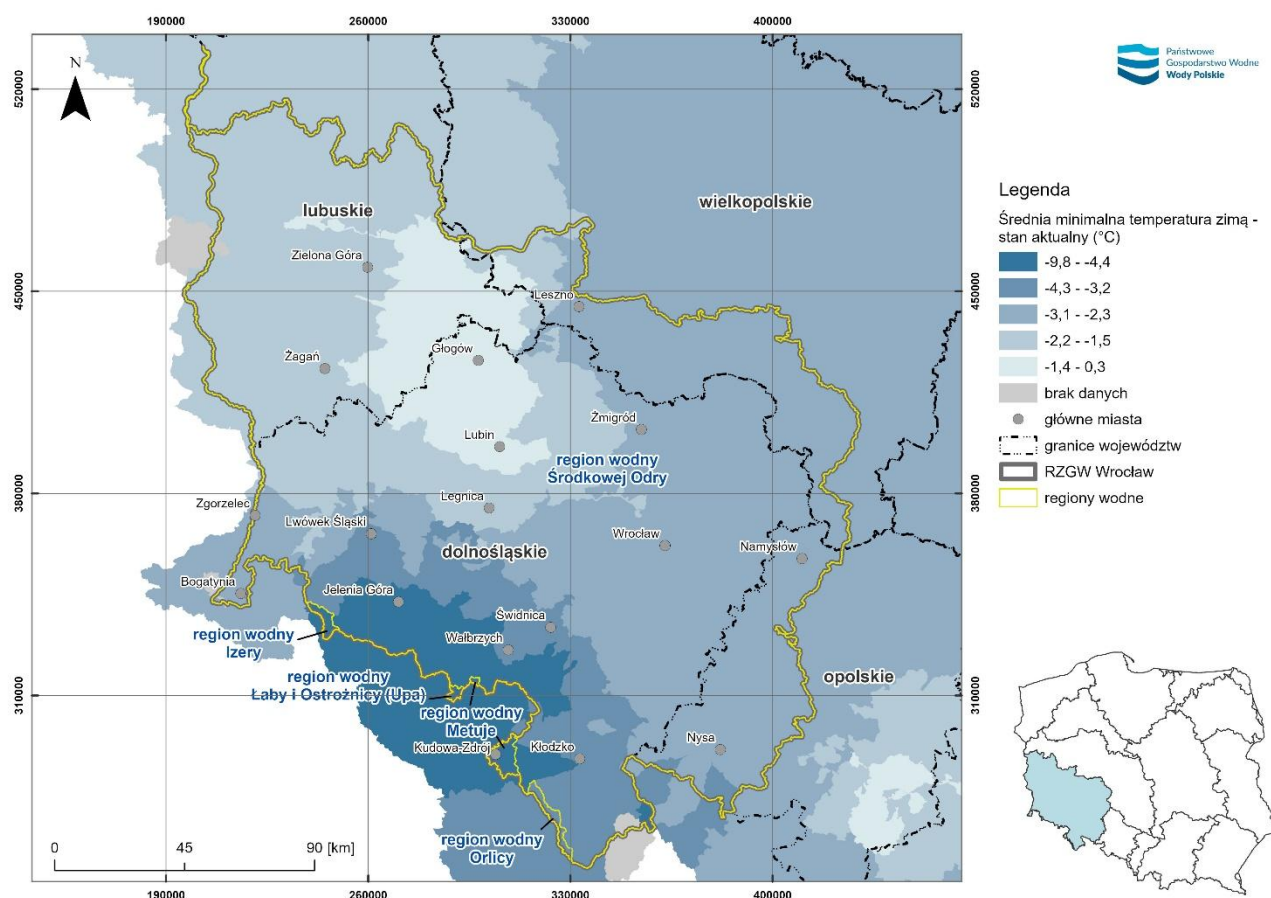 190000
260000
330000
400000
N
520000
520000
Państwowe
Gospodarstwo Wodne
Wody Polskie
Legenda
Średnia minimalna temperatura zimą -
stan aktualny (°C)
-9,8 - -4,4
-4,3 - -3,2
-3,1 - -2,3
-2,2 - -1,5
-1,4 - 0,3
brak danych
główne miasta
granice województw
RZGW Wrocław
regiony wodne
lubuskie
wielkopolskie
Zielona Góra
450000
450000
Leszno
Głogów
Żagań
Żmigród
Lubin
region wodny
Środkowej Odry
380000
380000
Legnica
Zgorzelec
Lwówek Śląski
Wrocław
dolnośląskie
Namysłów
Bogatynia
Jelenia Góra
Świdnica
region wodny
Izery
Wałbrzych
region wodny
Łaby i Ostrożnicy (Upa)
opolskie
310000
310000
region wodny
Metuje
Kudowa-Zdrój
Kłodzko
Nysa
region wodny
Orlicy
0
45
90 [km]
190000
260000
330000
400000